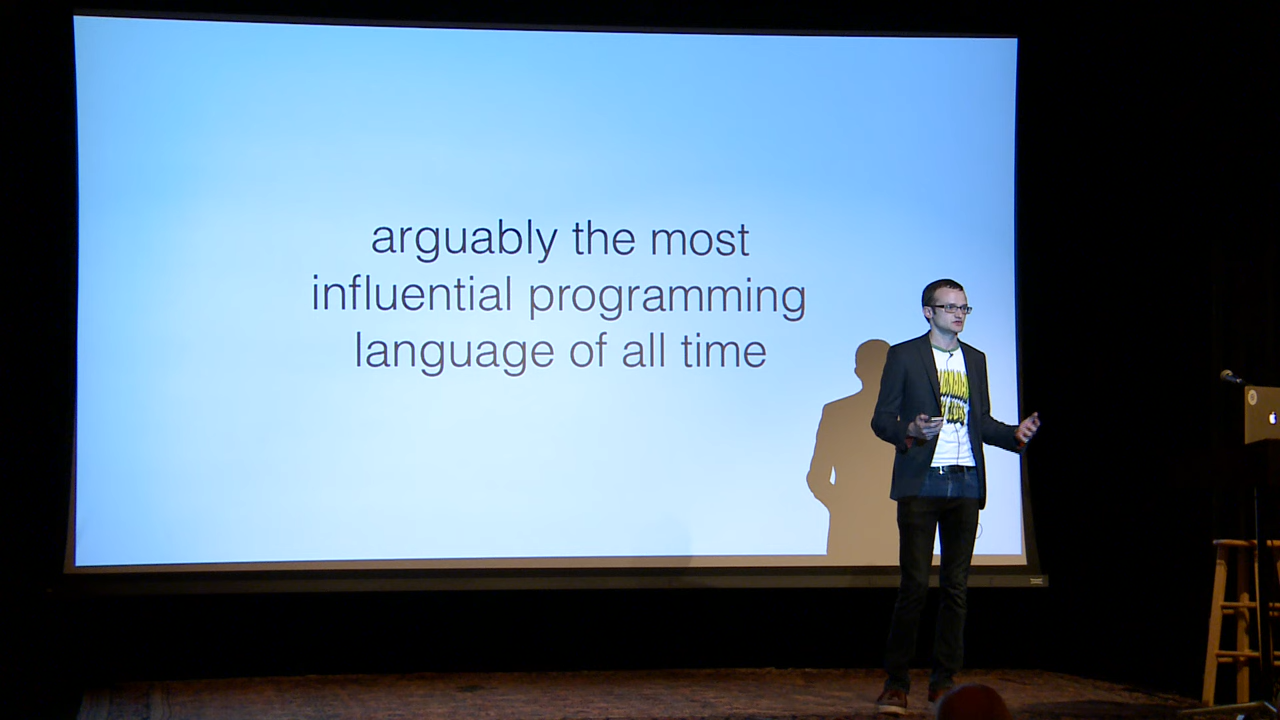 arguably the most
influential programming
language of all time